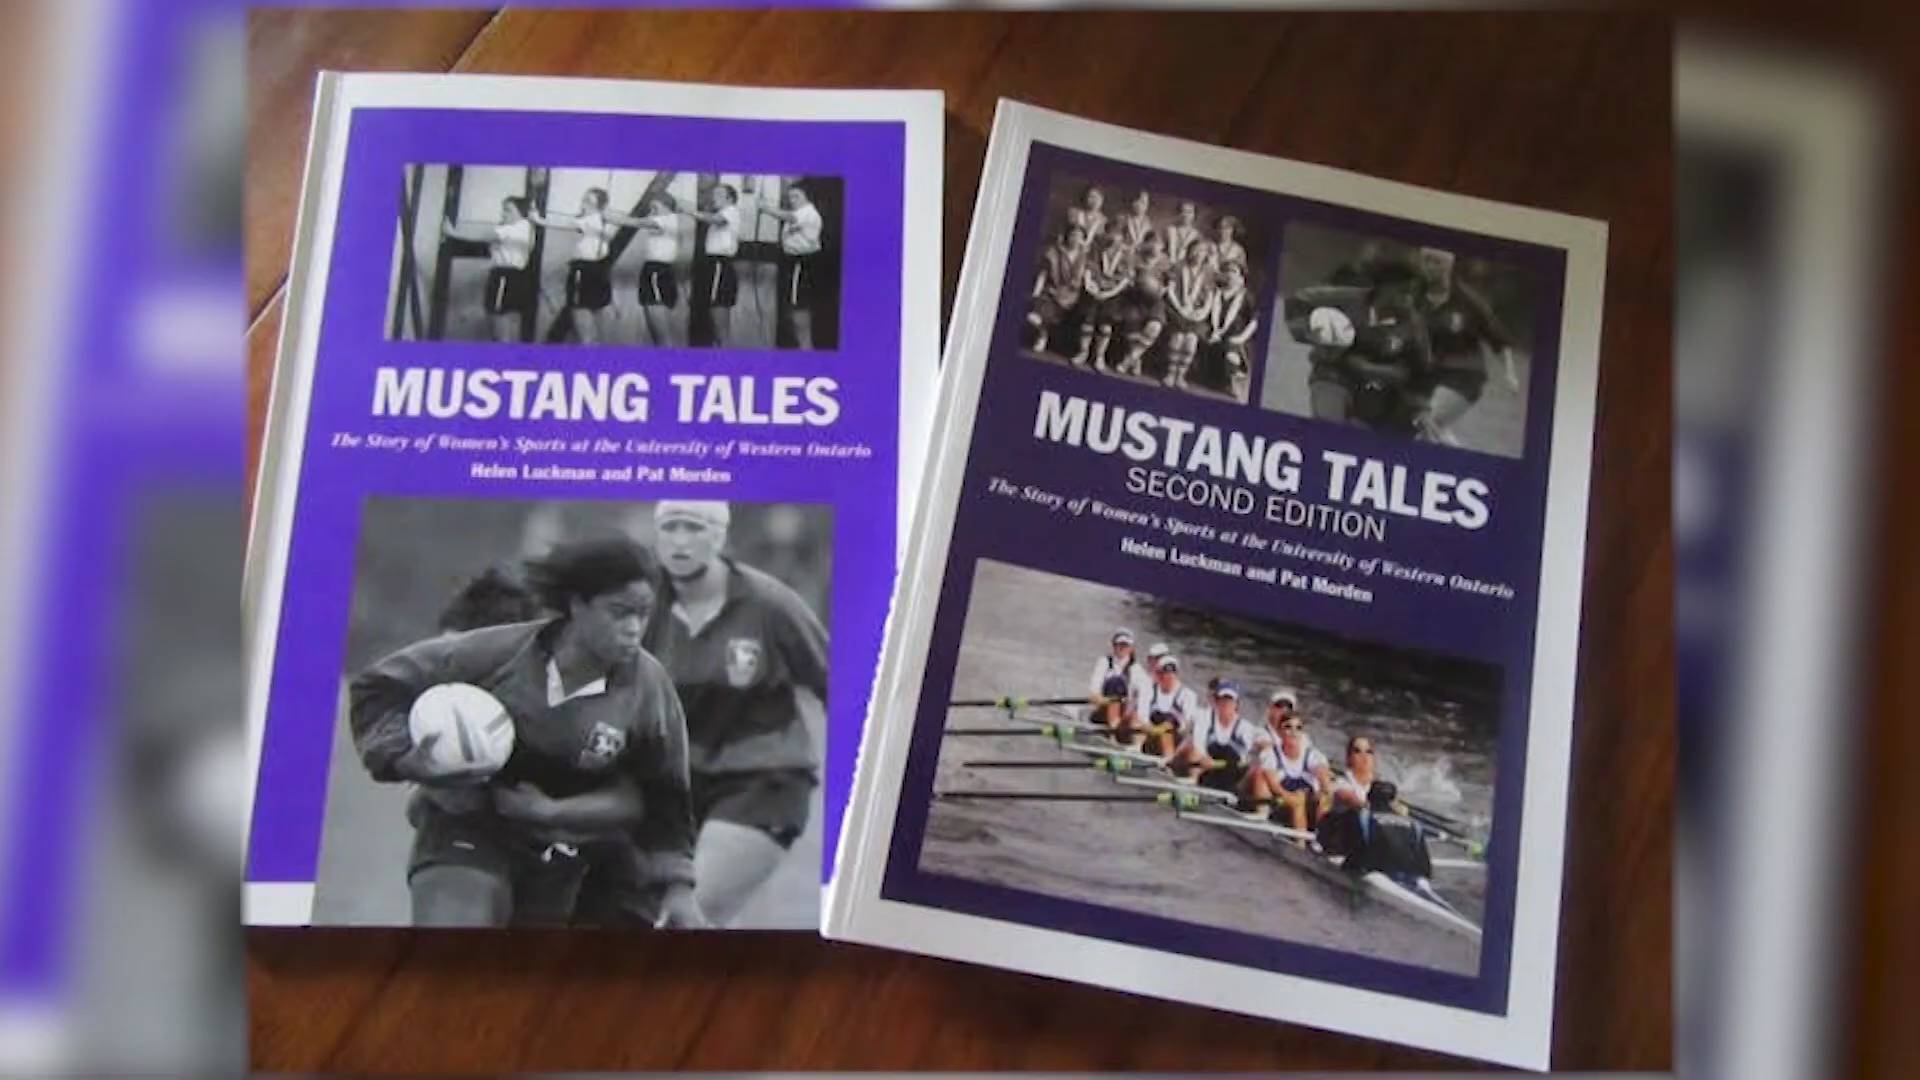 MUSTANG TALES
The Story of Women's Sports at the University of Western Ontario
Helen Luckman and Pat Morden
MUSTANG TALES
SECOND EDITION
The Story of Women's Sports at the University of Western Ontario
Helen Luckman and Pat Morden